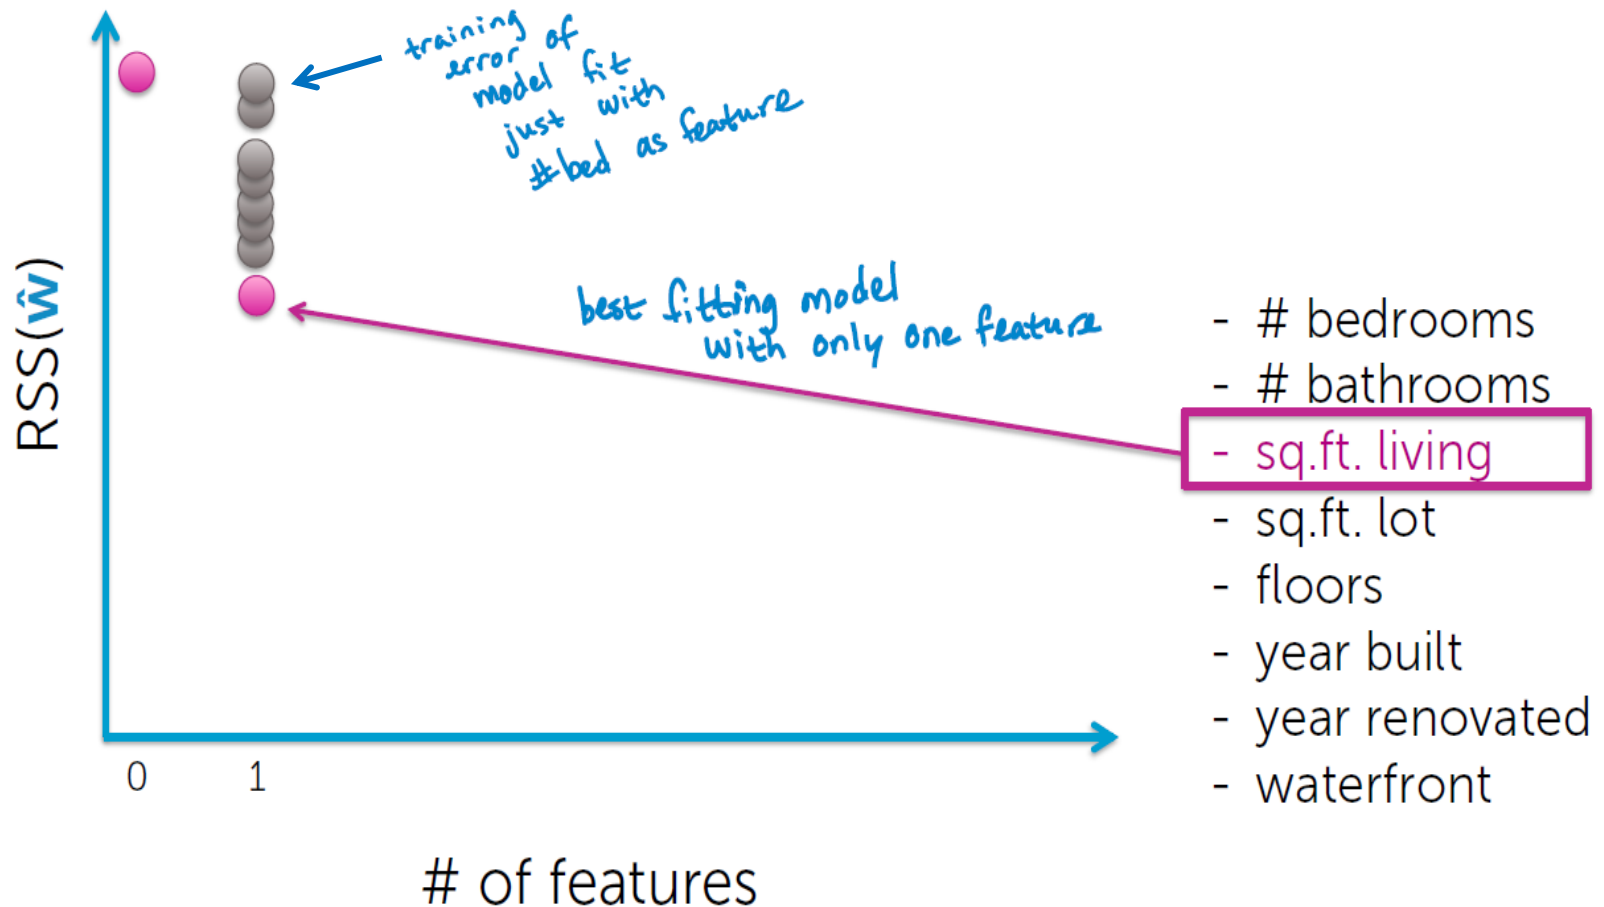 training
error of
model fit
just with
#bed as feature
best fitting model
with only one feature
RSS(ŵ)
- # bedrooms
- # bathrooms
- sq.ft. living
- sq.ft. lot
- floors
- year built
- year renovated
- waterfront
0 1
# of features